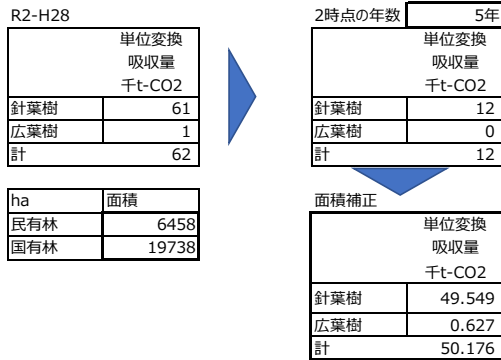 R2-H28
単位変換
吸収量
千t-CO2
針葉樹 61
広葉樹 1
計 62
2時点の年数 5年
単位変換
吸収量
千t-CO2
針葉樹 12
広葉樹 0
計 12
ha 面積
民有林 6458
国有林 19738
面積補正
単位変換
吸収量
千t-CO2
針葉樹 49.549
広葉樹 0.627
計 50.176